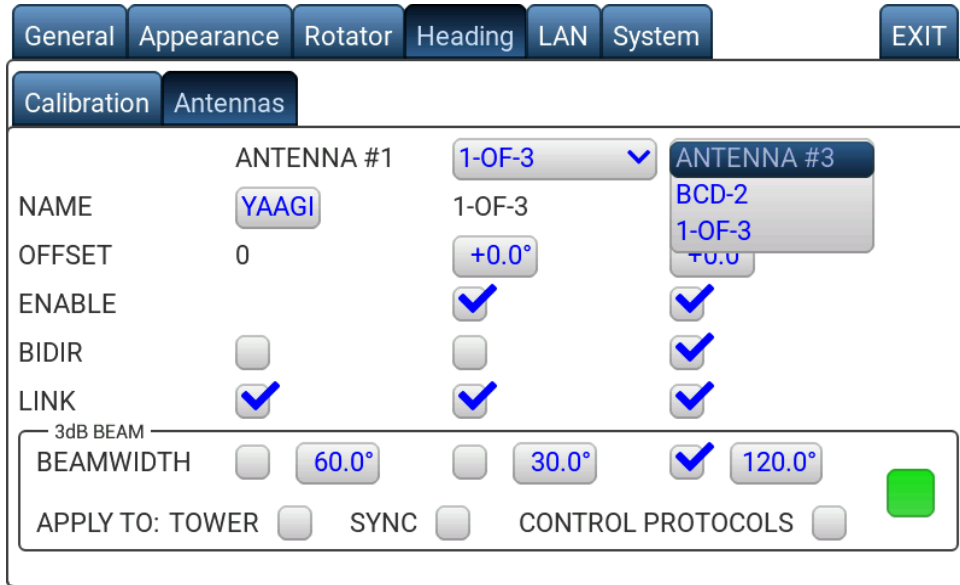 General Appearance Rotator Heading LAN System EXIT
Calibration Antennas
ANTENNA #1 1-OF-3 ANTENNA #3
BCD-2
1-OF-3
NAME YAAGI 1-OF-3
OFFSET 0 +0.0° +0.0
ENABLE
BIDIR
LINK
3dB BEAM
BEAMWIDTH 60.0° 30.0° 120.0°
APPLY TO: TOWER SYNC CONTROL PROTOCOLS